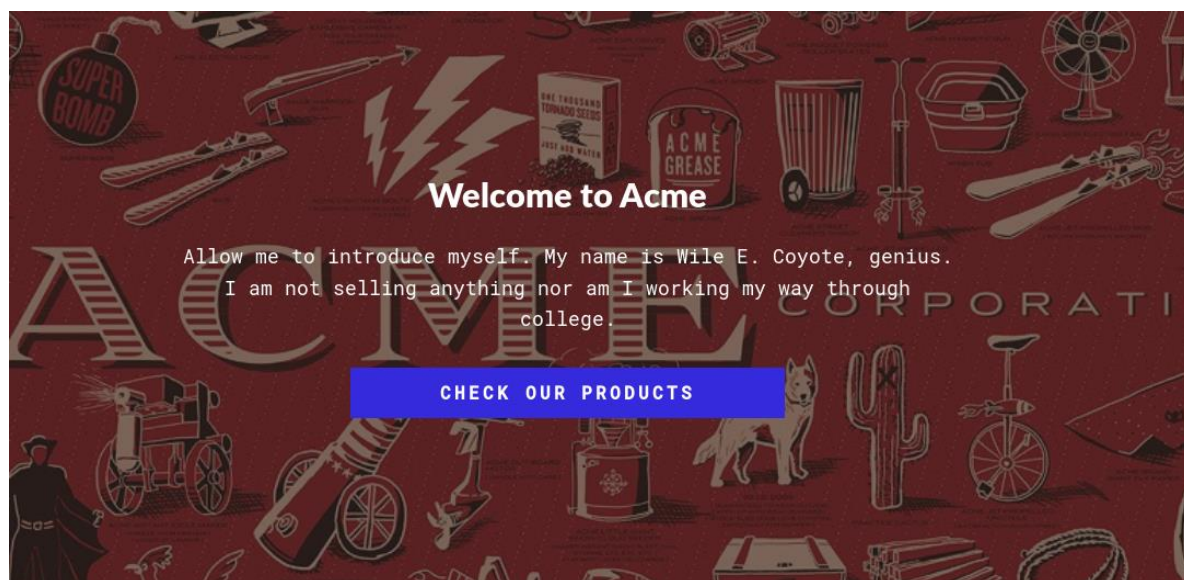 SUPER
BOMB
ONE THOUSAND
TORNADO SEEDS
JUST ADD WATER
ACME
GREASE
Welcome to Acme
Allow me to introduce myself. My name is Wile E. Coyote, genius.
I am not selling anything nor am I working my way through
college.
ACME CORPORATI
CHECK OUR PRODUCTS